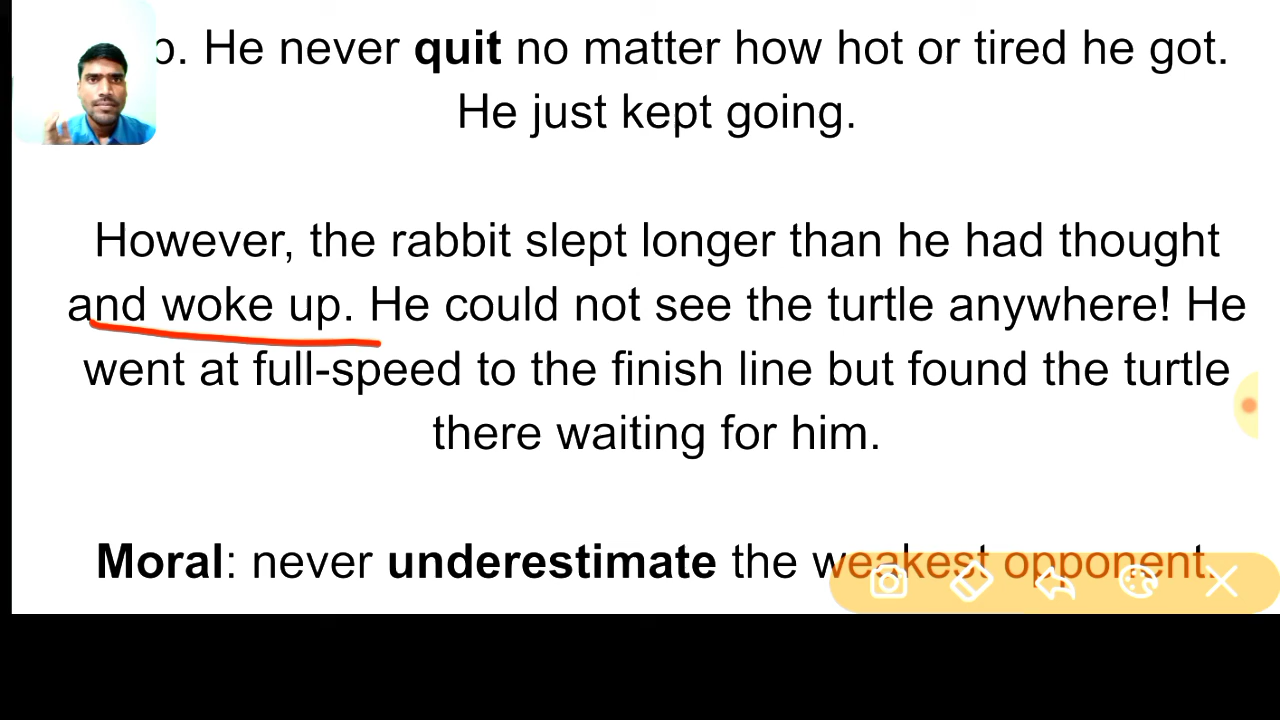 He never quit no matter how hot or tired he got.
He just kept going.
However, the rabbit slept longer than he had thought
and woke up. He could not see the turtle anywhere! He
went at full-speed to the finish line but found the turtle
there waiting for him.
Moral: never underestimate the weakest opponent.